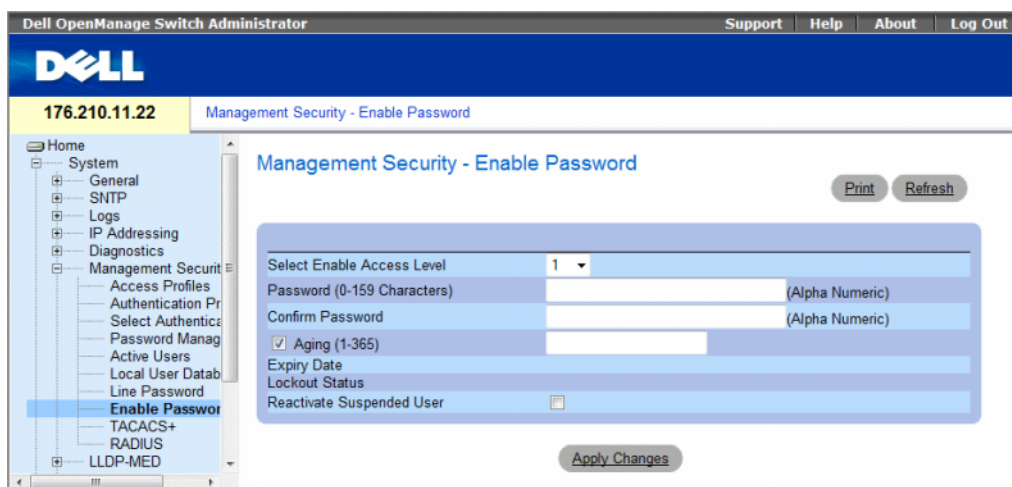 Dell OpenManage Switch Administrator
Support
Help
About
Log Out
DELL
176.210.11.22
Management Security - Enable Password
Home
System
General
SNTP
Logs
IP Addressing
Diagnostics
Management Securit
Access Profiles
Authentication Pr
Select Authentica
Password Manag
Active Users
Local User Datab
Line Password
Enable Passwor
TACACS+
RADIUS
LLDP-MED
Management Security - Enable Password
Print
Refresh
Select Enable Access Level 1
Password (0-159 Characters) (Alpha Numeric)
Confirm Password (Alpha Numeric)
Aging (1-365)
Expiry Date
Lockout Status
Reactivate Suspended User
Apply Changes